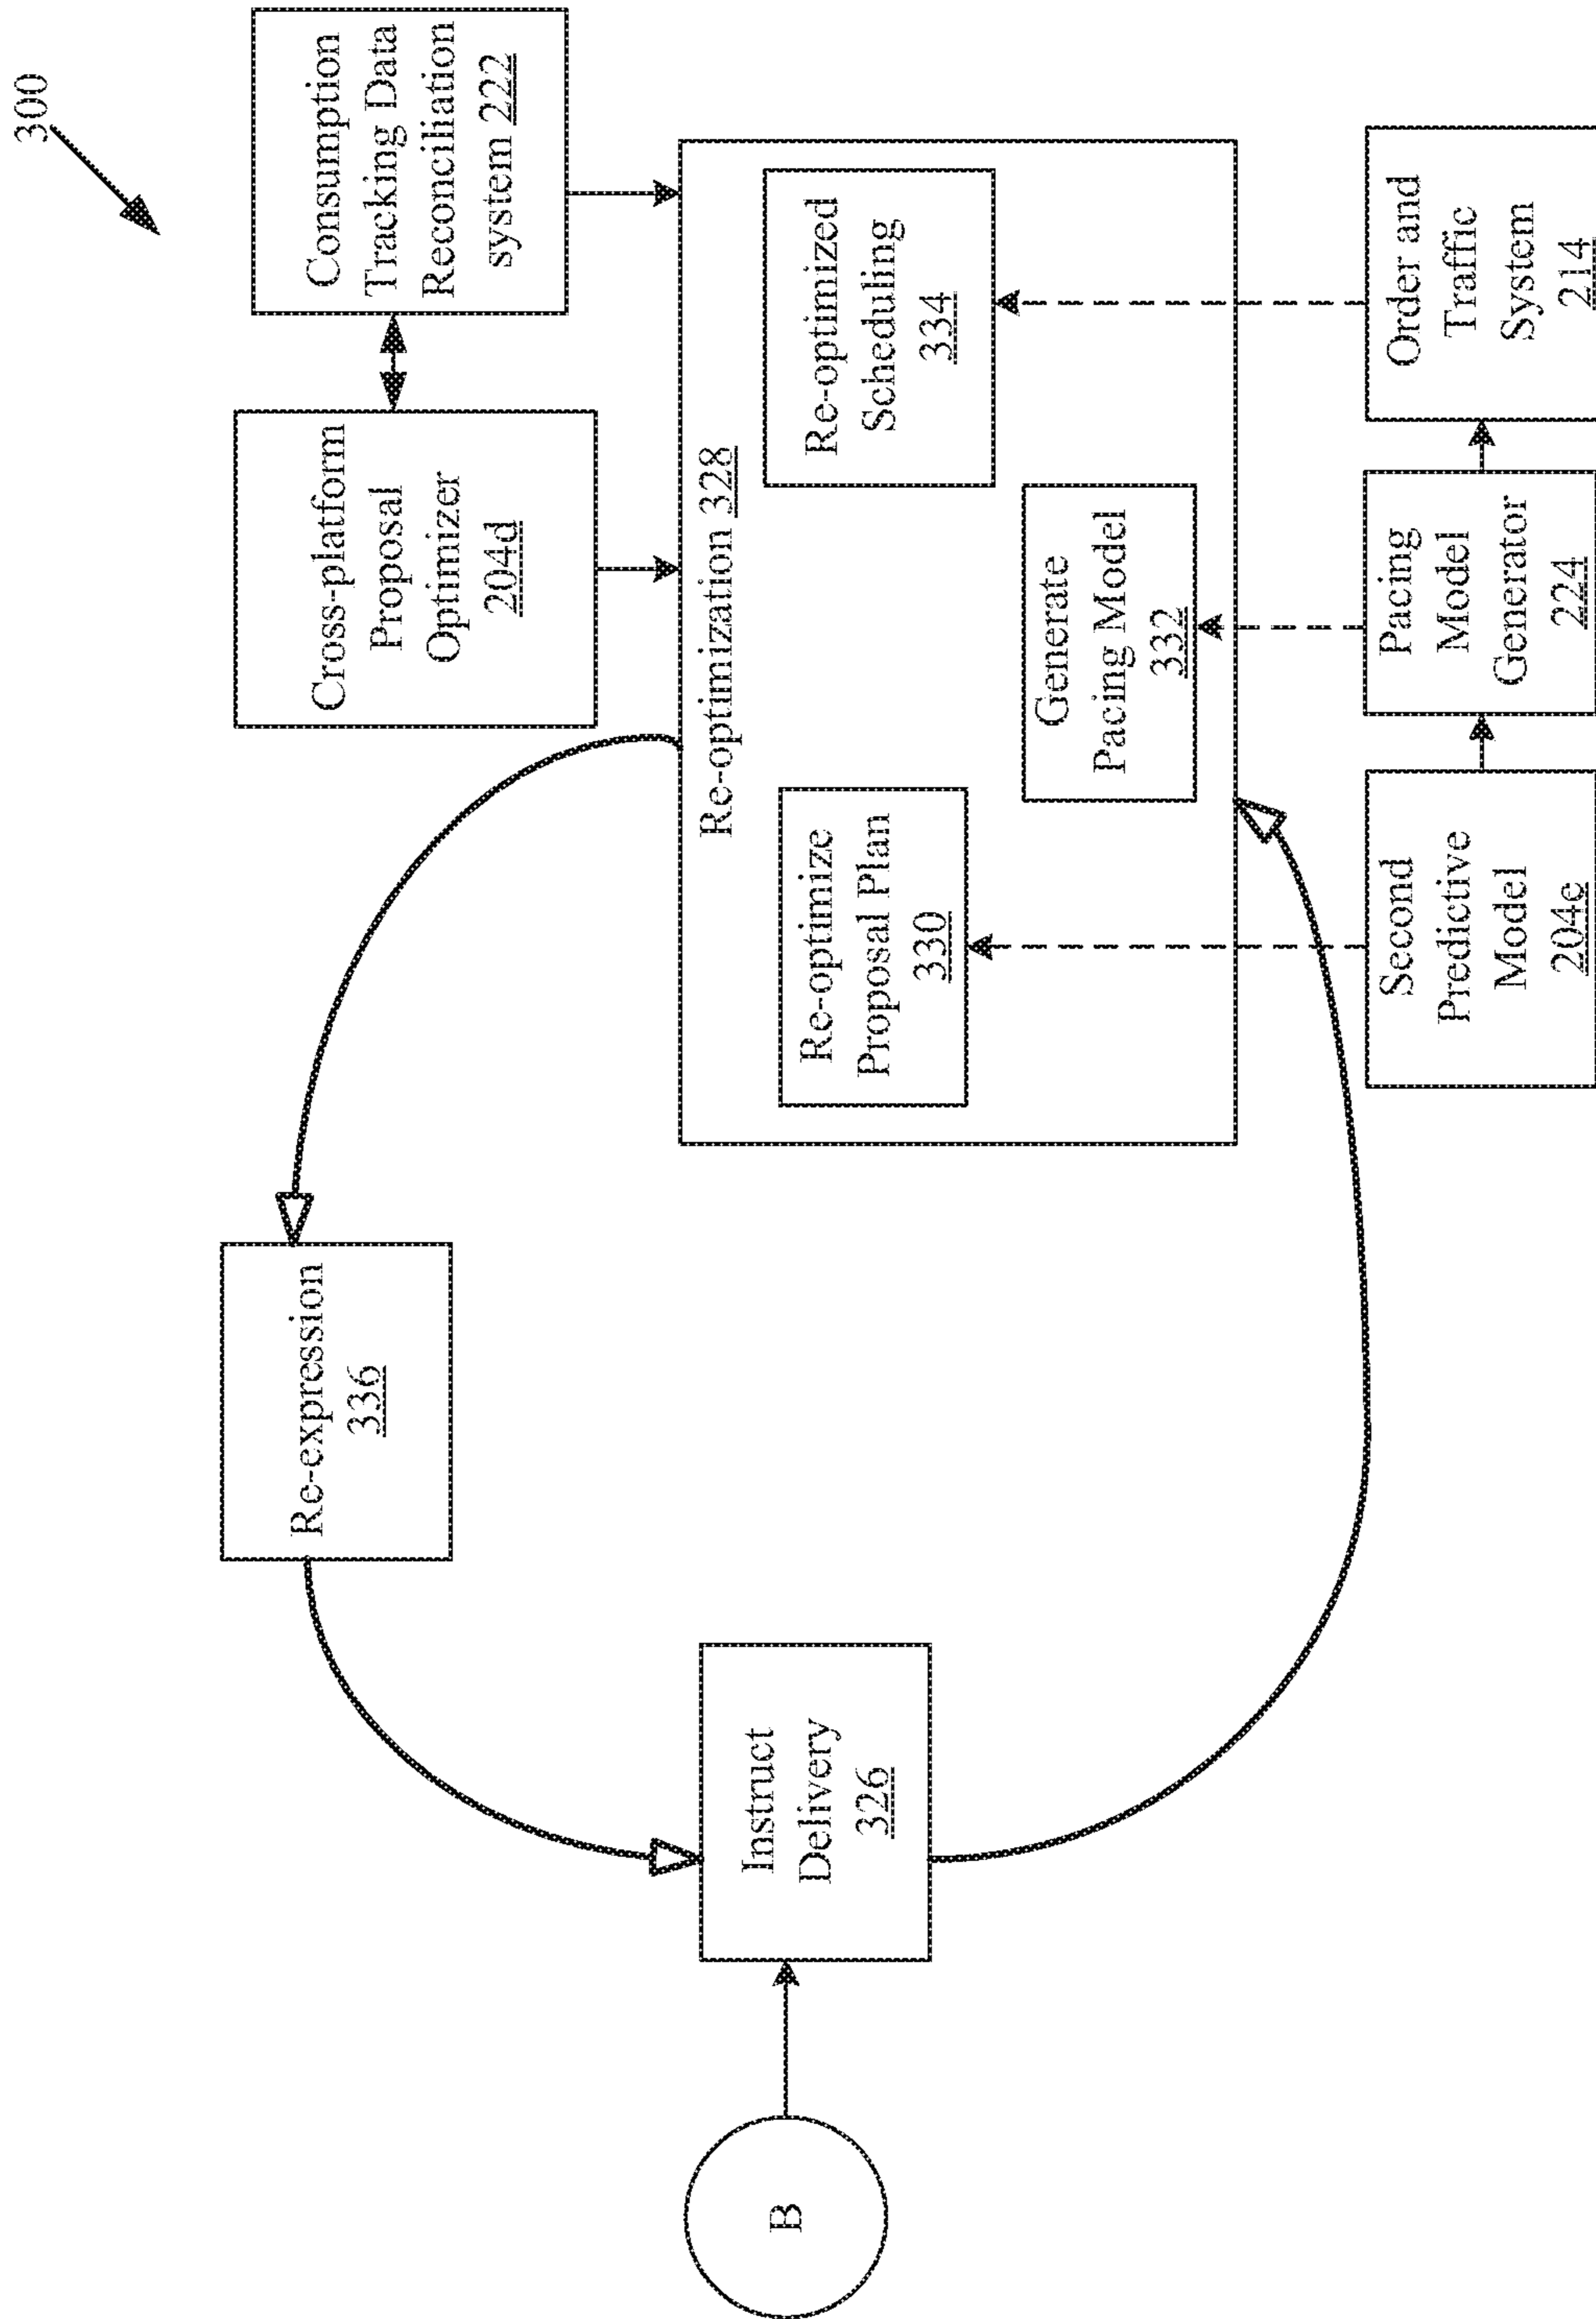 300
Consumption
Tracking Data
Reconciliation
system 222
Cross-platform
Proposal
Optimizer
204d
Re-expression
336
Re-optimization 328
Re-optimize
Proposal Plan
330
Generate
Pacing Model
332
Re-optimized
Scheduling
334
B
Instruct
Delivery
326
Second
Predictive
Model
204e
Pacing
Model
Generator
224
Order and
Traffic
System
214